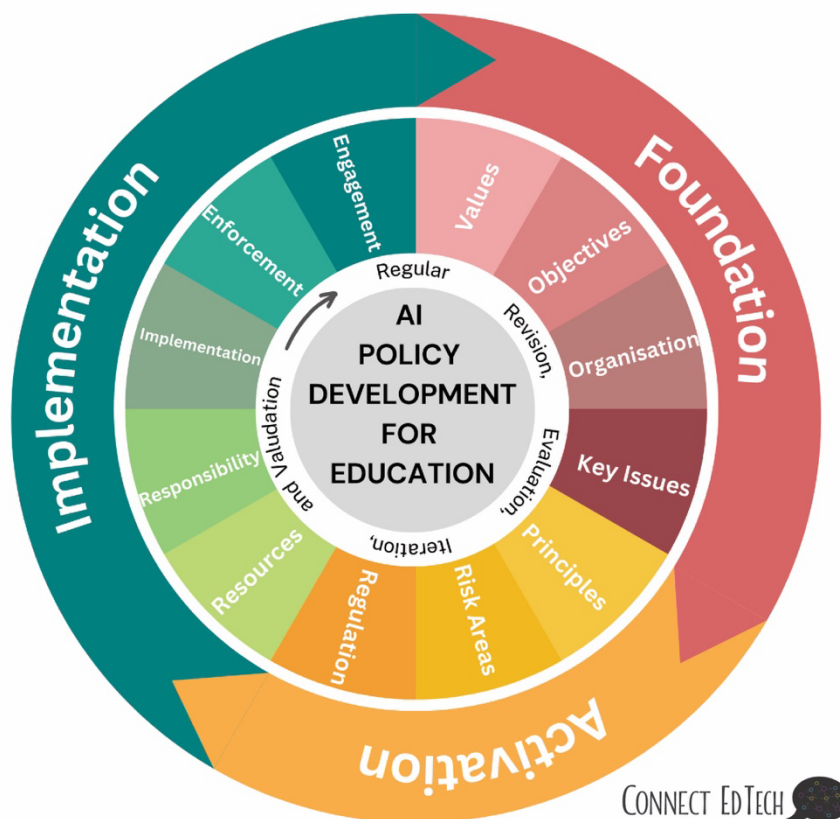 AI
POLICY
DEVELOPMENT
FOR
EDUCATION
Regular
Revision,
Evaluation,
Iteration,
and Valudation
Foundation
Values
Objectives
Organisation
Key Issues
Activation
Principles
Risk Areas
Regulation
Implementation
Resources
Responsibility
Implementation
Enforcement
Engagement
CONNECT EDTECH